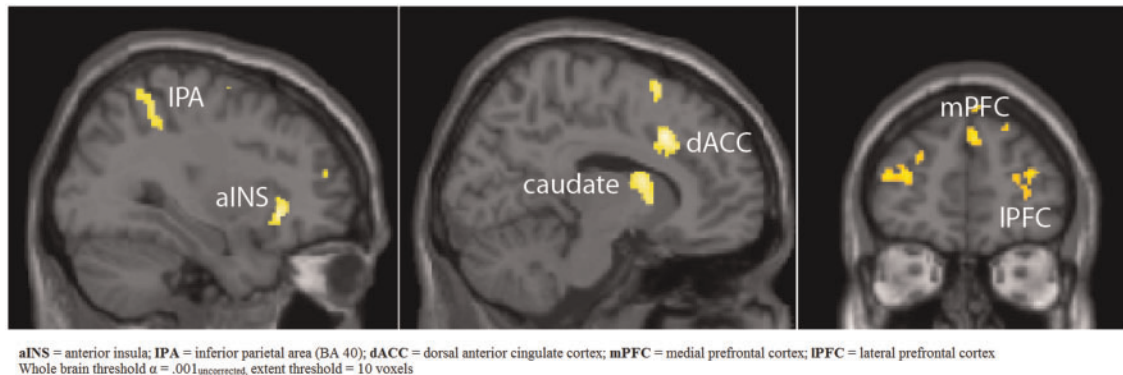 IPA
aINS
dACC
caudate
mPFC
lPFC
aINS = anterior insula; IPA = inferior parietal area (BA 40); dACC = dorsal anterior cingulate cortex; mPFC = medial prefrontal cortex; lPFC = lateral prefrontal cortex
Whole brain threshold α = .001uncorrected, extent threshold = 10 voxels